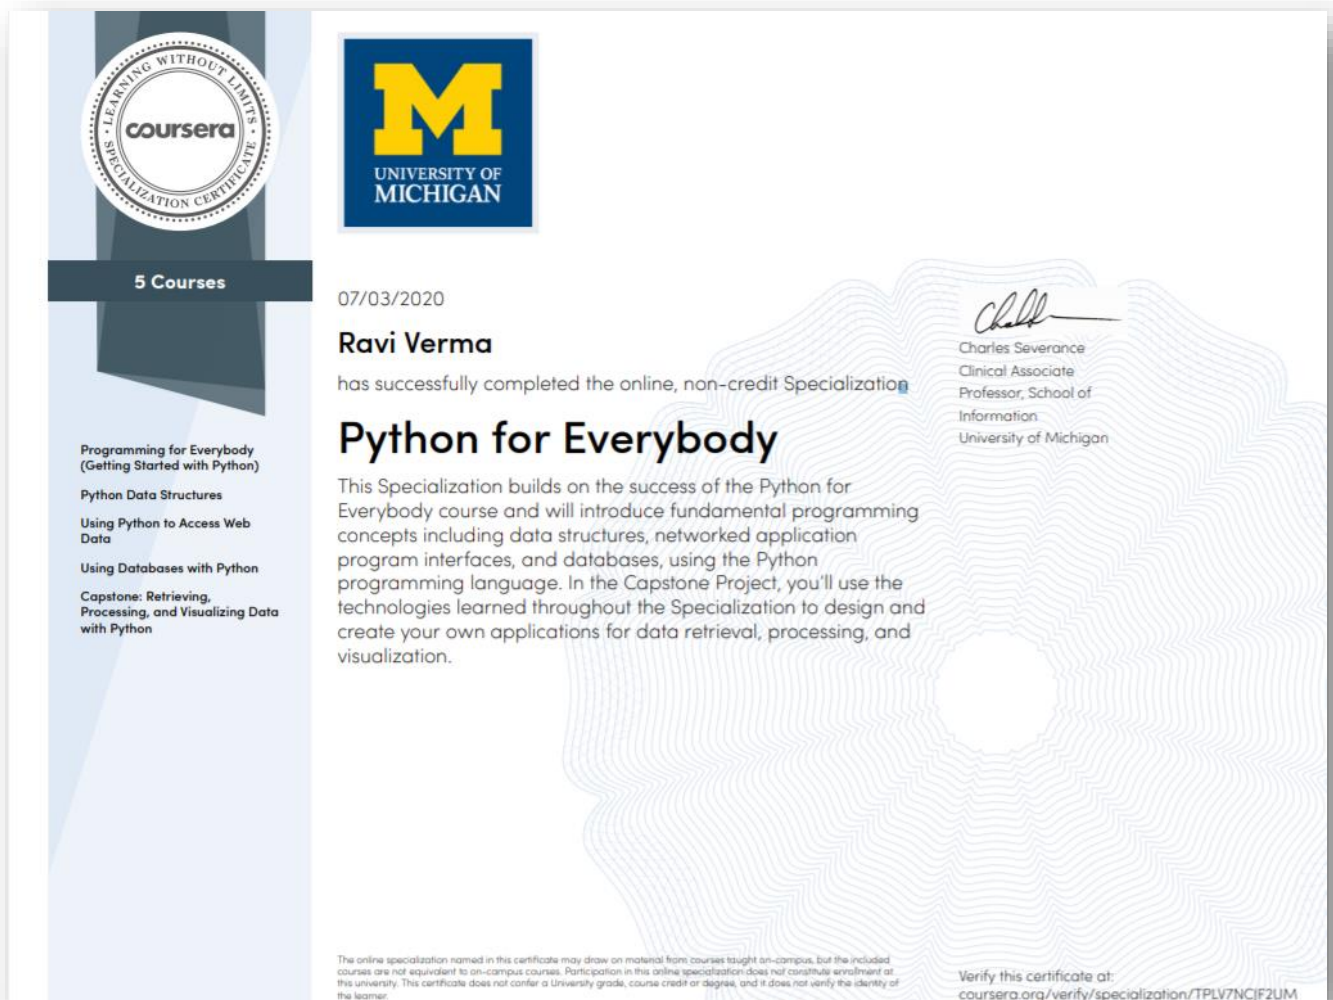 LEARNING WITHOUT LIMITS
coursera
SPECIALIZATION CERTIFICATE
UNIVERSITY OF
MICHIGAN
5 Courses
Programming for Everybody
(Getting Started with Python)
Python Data Structures
Using Python to Access Web
Data
Using Databases with Python
Capstone: Retrieving,
Processing, and Visualizing Data
with Python
07/03/2020
Ravi Verma
has successfully completed the online, non-credit Specialization
Python for Everybody
This Specialization builds on the success of the Python for
Everybody course and will introduce fundamental programming
concepts including data structures, networked application
program interfaces, and databases, using the Python
programming language. In the Capstone Project, you'll use the
technologies learned throughout the Specialization to design and
create your own applications for data retrieval, processing, and
visualization.
Charles Severance
Clinical Associate
Professor, School of
Information
University of Michigan
The online specialization named in this certificate may draw on material from courses taught on-campus, but the included
courses are not equivalent to on-campus courses. Participation in this online specialization does not constitute enrollment at
this university. This certificate does not confer a University grade, course credit or degree, and it does not verify the identity of
the learner.
Verify this certificate at:
coursera.org/verify/specialization/TPLV7NCIF2UM